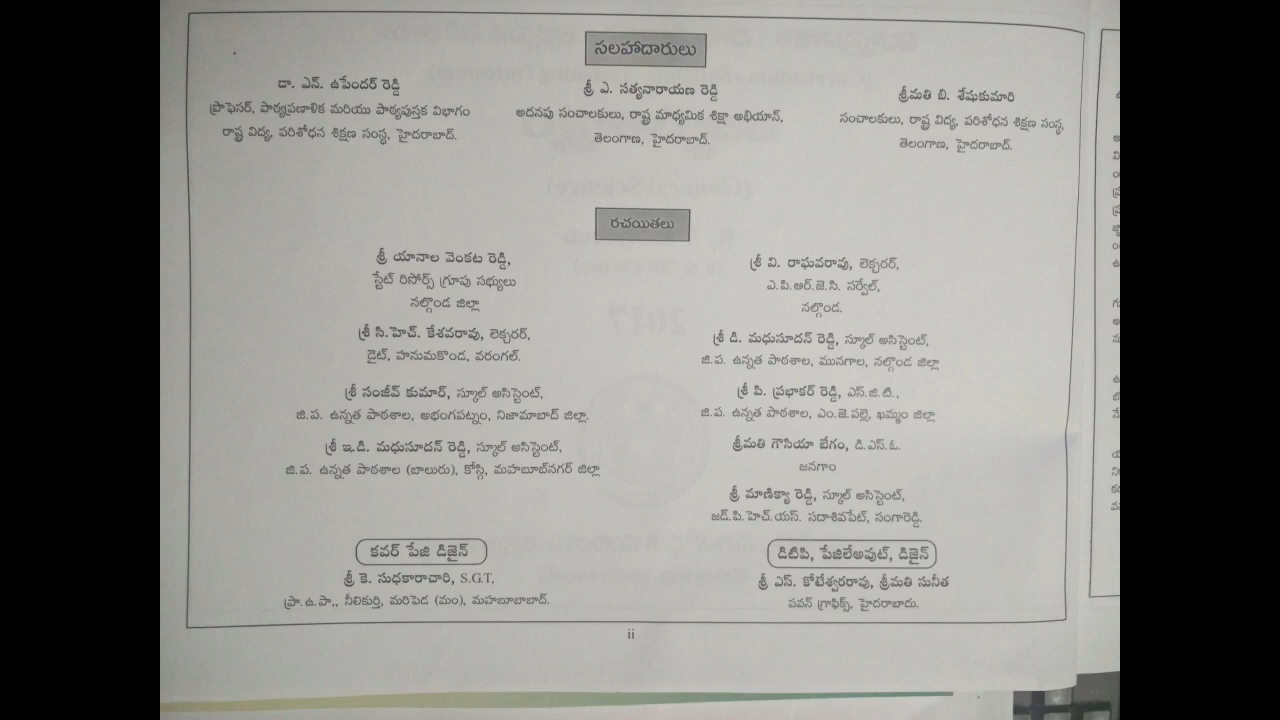 సలహాదారులు
డా. ఎన్. ఉపేందర్ రెడ్డి
ప్రొఫెసర్, పాఠ్యప్రణాళిక మరియు పాఠ్యపుస్తక విభాగం
రాష్ట్ర విద్య, పరిశోధన శిక్షణ సంస్థ, హైదరాబాద్.
శ్రీ ఎ. సత్యనారాయణ రెడ్డి
అదనపు సంచాలకులు, రాష్ట్ర మాధ్యమిక శిక్షా అభియాన్,
తెలంగాణ, హైదరాబాద్.
శ్రీమతి బి. శేషుకుమారి
సంచాలకులు, రాష్ట్ర విద్య, పరిశోధన శిక్షణ సంస్థ,
తెలంగాణ, హైదరాబాద్.
రచయితలు
శ్రీ యానాల వెంకట రెడ్డి,
స్టేట్ రిసోర్స్ గ్రూపు సభ్యులు
నల్గొండ జిల్లా
శ్రీ సి.హెచ్. కేశవరావు, లెక్చరర్,
డైట్, హనుమకొండ, వరంగల్.
శ్రీ సంజీవ్ కుమార్, స్కూల్ అసిస్టెంట్,
జి.ప. ఉన్నత పాఠశాల, అభంగపట్నం, నిజామాబాద్ జిల్లా.
శ్రీ ఇ.డి. మధుసూదన్ రెడ్డి, స్కూల్ అసిస్టెంట్,
జి.ప. ఉన్నత పాఠశాల (బాలురు), కోస్గి, మహబూబ్‌నగర్ జిల్లా
శ్రీ వి. రాఘవరావు, లెక్చరర్,
ఎ.పి.ఆర్.జె.సి. సర్వేల్,
నల్గొండ.
శ్రీ డి. మధుసూదన్ రెడ్డి, స్కూల్ అసిస్టెంట్,
జి.ప. ఉన్నత పాఠశాల, మునగాల, నల్గొండ జిల్లా
శ్రీ పి. ప్రభాకర్ రెడ్డి, ఎస్.జి.టి.,
జి.ప. ఉన్నత పాఠశాల, ఎం.జె.పల్లె, ఖమ్మం జిల్లా
శ్రీమతి గౌసియా బేగం, డి.ఎస్.ఓ.
జనగాం
శ్రీ మాణిక్యా రెడ్డి, స్కూల్ అసిస్టెంట్,
జడ్.పి.హెచ్.యస్. సదాశివపేట్, సంగారెడ్డి.
కవర్ పేజి డిజైన్
శ్రీ కె. సుధకారాచారి, S.G.T,
ప్రా.ఉ.పా., నీలికుర్తి, మరిపెడ (మం), మహబూబాబాద్.
డిటిపి, పేజిలేఅవుట్, డిజైన్
శ్రీ ఎస్. కోటేశ్వరరావు, శ్రీమతి సునీత
పవన్ గ్రాఫిక్స్, హైదరాబాదు.
ii